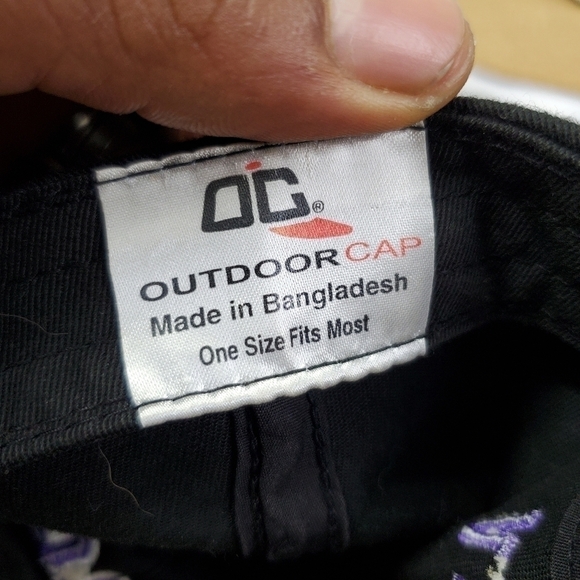 OC®
OUTDOOR CAP
Made in Bangladesh
One Size Fits Most